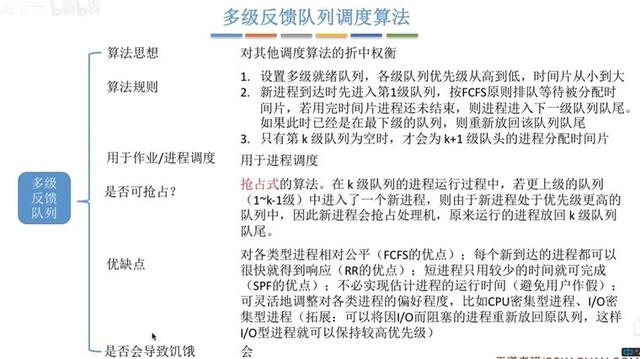 多级反馈队列调度算法
算法思想
对其他调度算法的折中权衡
算法规则
1. 设置多级就绪队列，各级队列优先级从高到低，时间片从小到大
2. 新进程到达时先进入第1级队列，按FCFS原则排队等待被分配时
间片，若用完时间片进程还未结束，则进程进入下一级队列队尾。
如果此时已经是在最下级的队列，则重新放回该队列队尾
3. 只有第 k 级队列为空时，才会为 k+1 级队头的进程分配时间片
用于作业/进程调度
用于进程调度
多级
反馈
队列
是否可抢占？
抢占式的算法。在 k 级队列的进程运行过程中，若更上级的队列
（1~k-1级）中进入了一个新进程，则由于新进程处于优先级更高的
队列中，因此新进程会抢占处理机，原来运行的进程放回 k 级队列
队尾。
优缺点
对各类型进程相对公平（FCFS的优点）；每个新到达的进程都可以
很快就得到响应（RR的优点）；短进程只用较少的时间就可完成
（SPF的优点）；不必实现估计进程的运行时间（避免用户作假）；
可灵活地调整对各类进程的偏好程度，比如CPU密集型进程、I/O密
集型进程（拓展：可以将因I/O而阻塞的进程重新放回原队列，这样
I/O型进程就可以保持较高优先级）
是否会导致饥饿
会
中